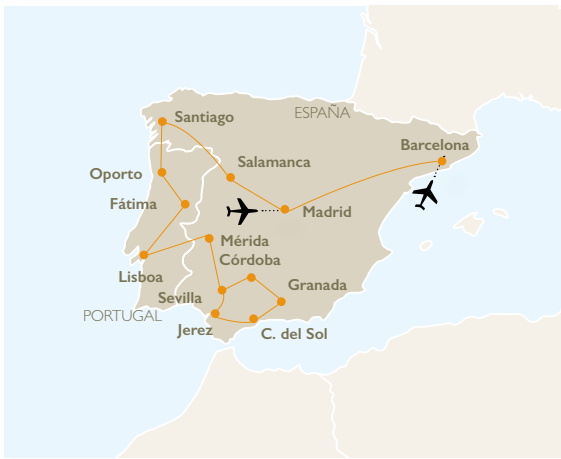 ESPAÑA
Santiago
Barcelona
Salamanca
Oporto
Fátima
Madrid
Mérida
Córdoba
Lisboa
Granada
Sevilla
PORTUGAL
Jerez
C. del Sol